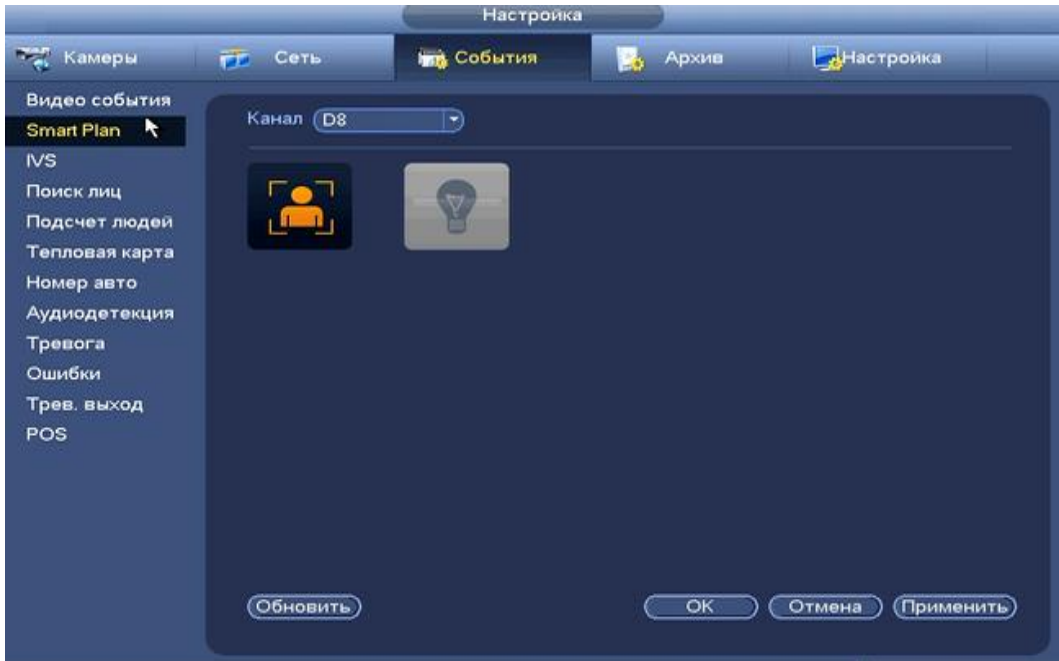 Настройка
Камеры
Сеть
События
Архив
Настройка
Видео события
Smart Plan
IVS
Поиск лиц
Подсчет людей
Тепловая карта
Номер авто
Аудиодетекция
Тревога
Ошибки
Трев. выход
POS
Канал D8
Обновить
OK
Отмена
Применить